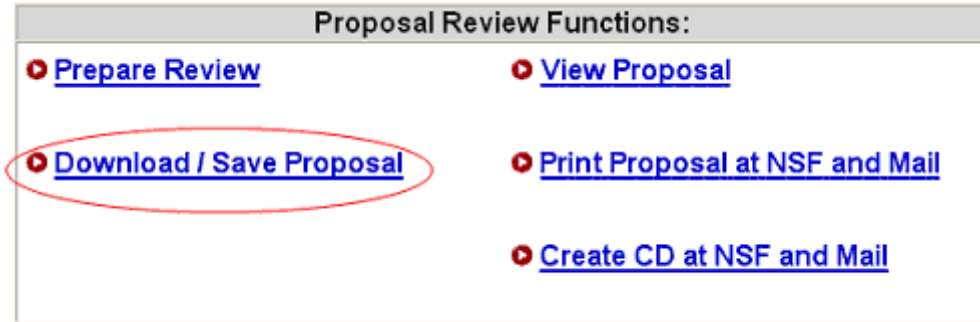 Proposal Review Functions:
Prepare Review
View Proposal
Download / Save Proposal
Print Proposal at NSF and Mail
Create CD at NSF and Mail